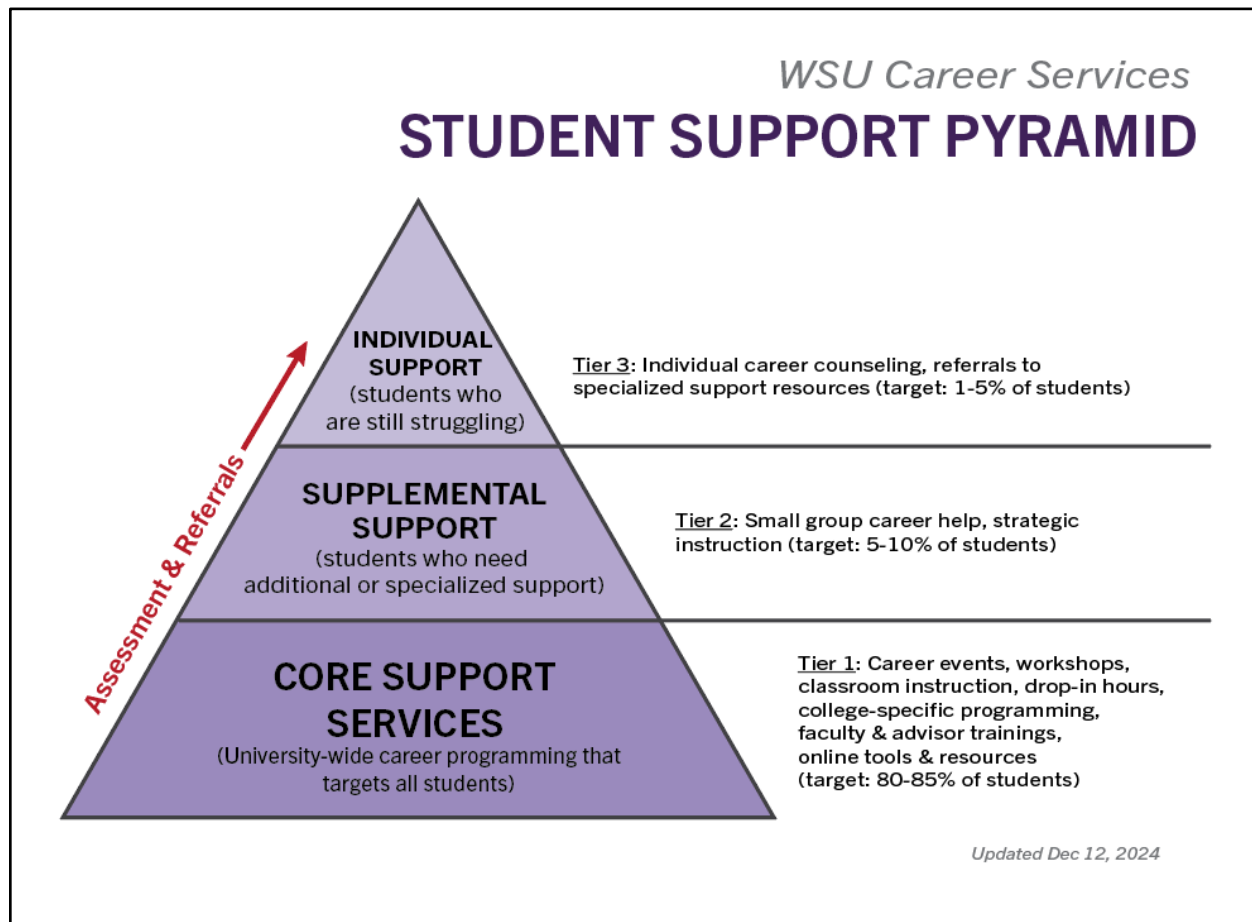 WSU Career Services
STUDENT SUPPORT PYRAMID
Assessment & Referrals
INDIVIDUAL
SUPPORT
(students who
are still struggling)
Tier 3: Individual career counseling, referrals to
specialized support resources (target: 1-5% of students)
SUPPLEMENTAL
SUPPORT
(students who need
additional or specialized support)
Tier 2: Small group career help, strategic
instruction (target: 5-10% of students)
CORE SUPPORT
SERVICES
(University-wide career programming that
targets all students)
Tier 1: Career events, workshops,
classroom instruction, drop-in hours,
college-specific programming,
faculty & advisor trainings,
online tools & resources
(target: 80-85% of students)
Updated Dec 12, 2024